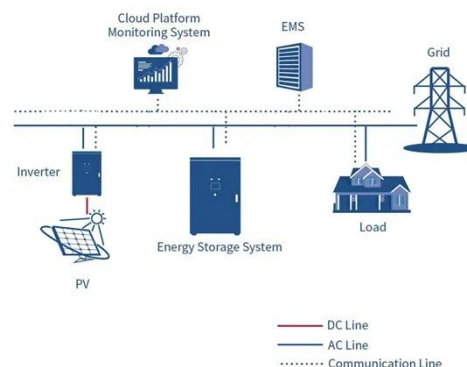 Cloud Platform
Monitoring System
EMS
Grid
Inverter
Energy Storage System
Load
PV
DC Line
AC Line
Communication Line